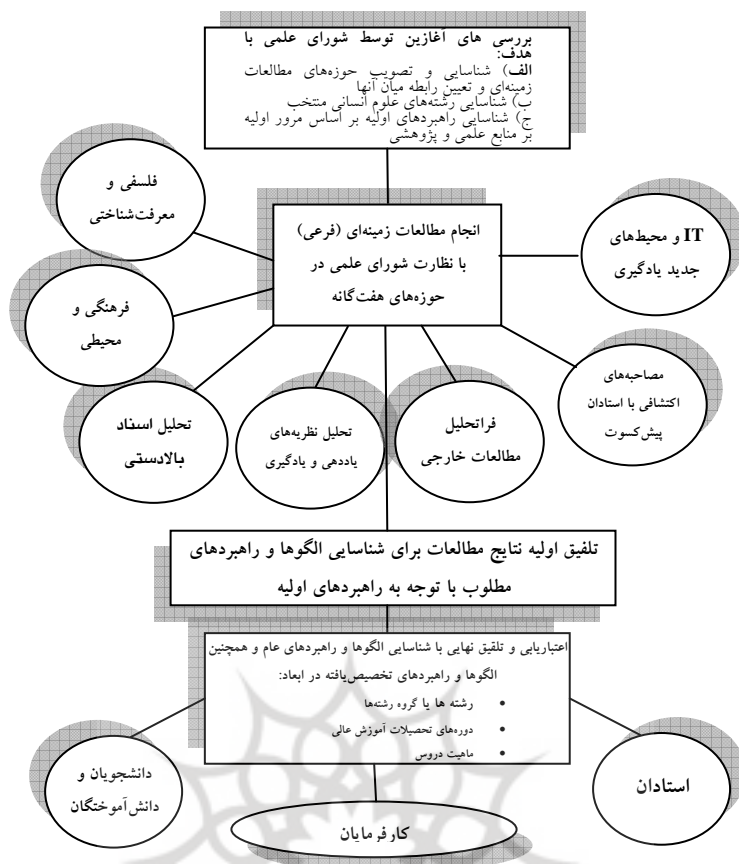 بررسی های آغازین توسط شورای علمی با
هدف:
الف) شناسایی و تصویب حوزه‌های مطالعات
زمینه‌ای و تعیین رابطه میان آنها
ب) شناسایی رشته‌های علوم انسانی منتخب
ج) شناسایی راهبردهای اولیه بر اساس مرور اولیه
بر منابع علمی و پژوهشی
فلسفی و
معرفت‌شناختی
انجام مطالعات زمینه‌ای (فرعی)
با نظارت شورای علمی در
حوزه‌های هفت‌گانه
IT و محیط‌های
جدید یادگیری
فرهنگی و
محیطی
مصاحبه‌های
اکتشافی با استادان
پیش‌کسوت
تحلیل اسناد
بالادستی
تحلیل نظریه‌های
یاددهی و یادگیری
فراتحلیل
مطالعات خارجی
تلفیق اولیه نتایج مطالعات برای شناسایی الگوها و راهبردهای
مطلوب با توجه به راهبردهای اولیه
اعتباریابی و تلقیق نهایی با شناسایی الگوها و راهبردهای عام و همچنین
الگوها و راهبردهای تخصیص‌یافته در ابعاد:
• رشته ها یا گروه رشته‌ها
• دوره‌های تحصیلات آموزش عالی
• ماهیت دروس
دانشجویان و
دانش‌آموختگان
استادان
کارفرمایان